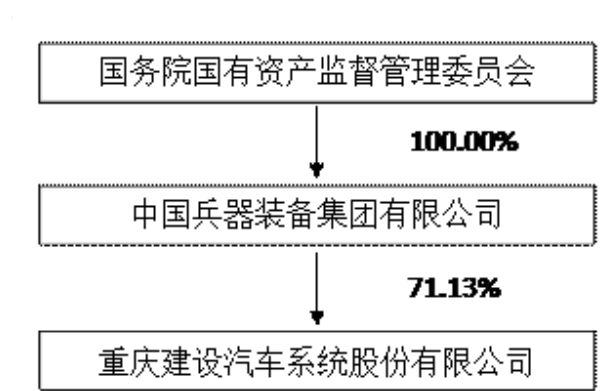 国务院国有资产监督管理委员会
100.00%
中国兵器装备集团有限公司
71.13%
重庆建设汽车系统股份有限公司